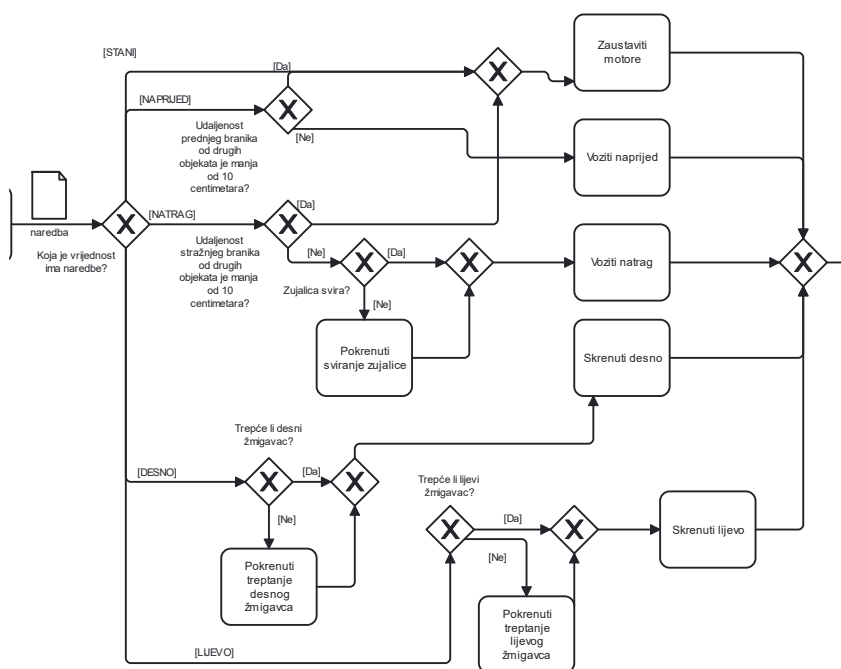 [STANI]
[Da]
Zaustaviti
motore
[NAPRIJED]
Udaljenost
prednjeg branika
od drugih
objekata je manja
od 10
centimetara?
[Ne]
Voziti naprijed
naredba
Koja je vrijednost
ima naredbe?
[NATRAG]
[Da]
Udaljenost
stražnjeg branika
od drugih
objekata je manja
od 10
centimetara?
[Ne]
[Da]
Zujalica svira?
[Ne]
Voziti natrag
Pokrenuti
sviranje zujalice
Skrenuti desno
Trepće li desni
žmigavac?
[DESNO]
[Da]
[Ne]
Pokrenuti
treptanje
desnog
žmigavca
Trepće li lijevi
žmigavac?
[Da]
[Ne]
Skrenuti lijevo
Pokrenuti
treptanje
lijevog
žmigavca
[LIJEVO]